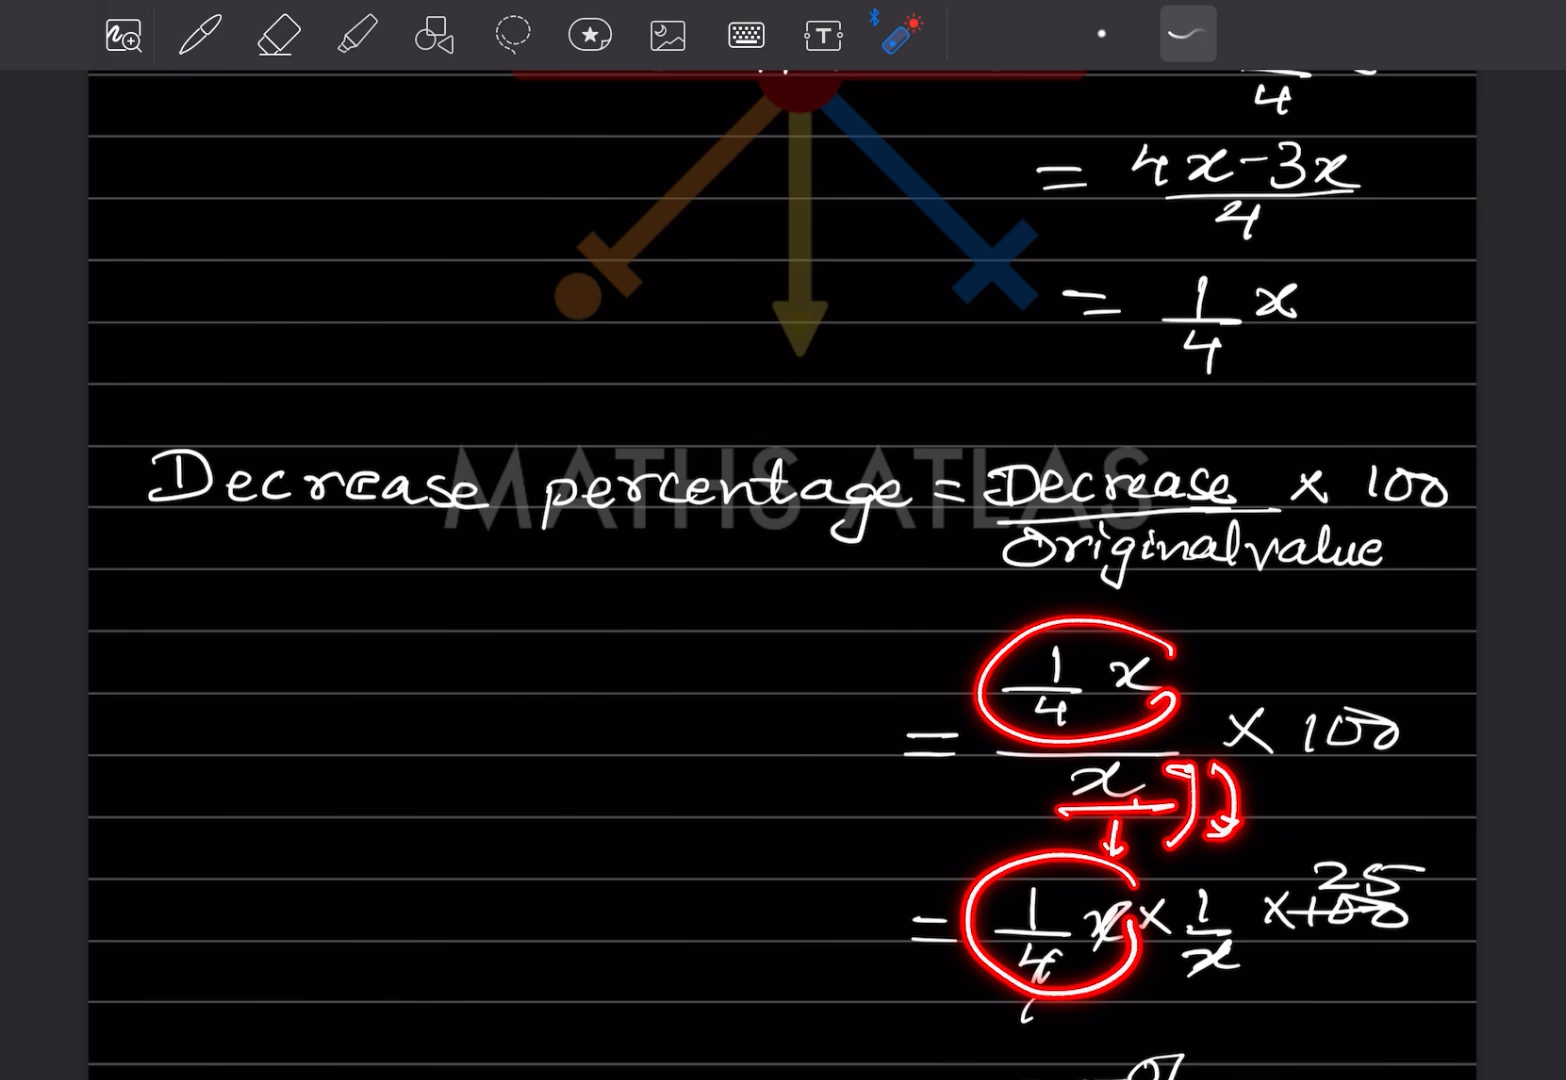 4
= 4x-3x
4
= 1/4 x
MATHS ATLAS
Decrease percentage = Decrease × 100
Original value
= 1/4 x × 100
x
25
= 1/4 x × 1/x × 100
1
%